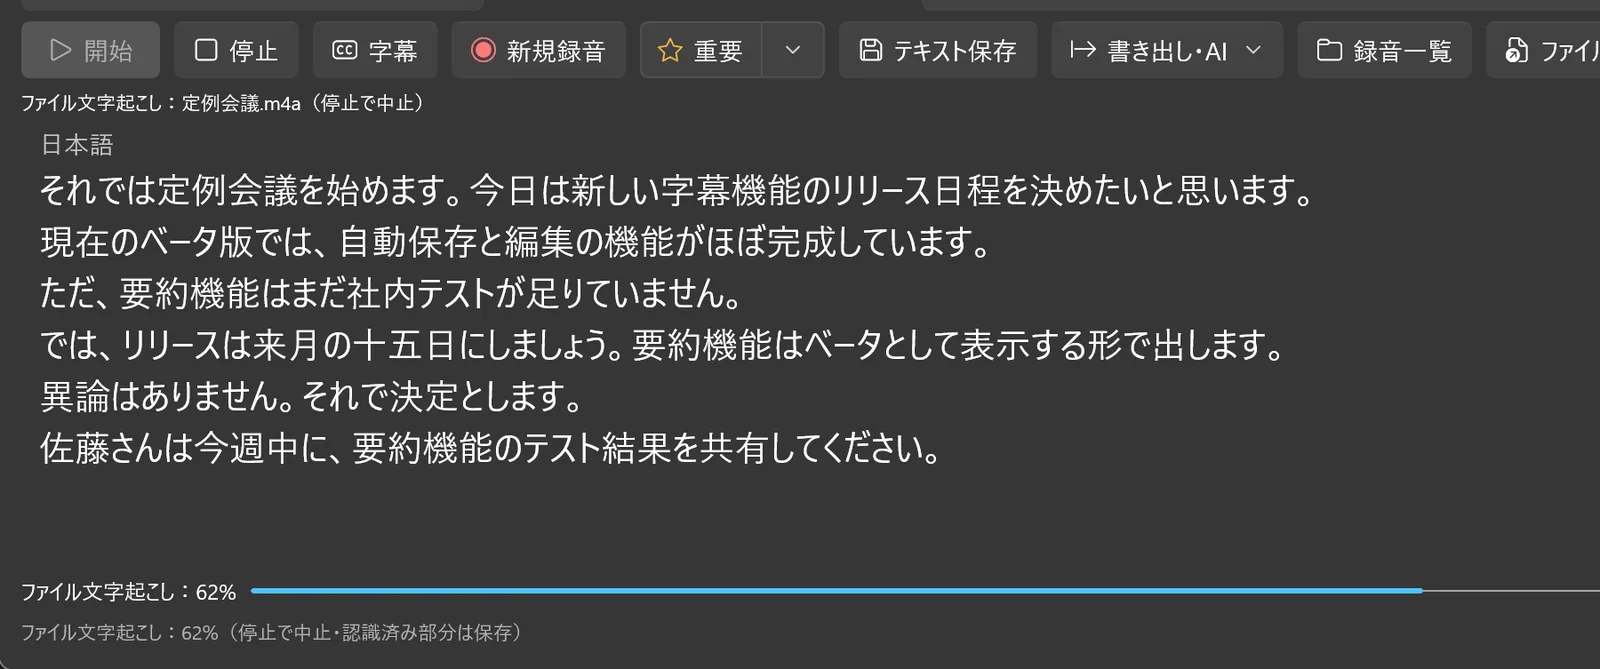 開始 停止 字幕 新規録音 重要 テキスト保存 書き出し・AI 録音一覧 ファイル
ファイル文字起こし：定例会議.m4a（停止で中止）
日本語
それでは定例会議を始めます。今日は新しい字幕機能のリリース日程を決めたいと思います。
現在のベータ版では、自動保存と編集の機能がほぼ完成しています。
ただ、要約機能はまだ社内テストが足りていません。
では、リリースは来月の十五日にしましょう。要約機能はベータとして表示する形で出します。
異論はありません。それで決定とします。
佐藤さんは今週中に、要約機能のテスト結果を共有してください。
ファイル文字起こし：62%
ファイル文字起こし：62%（停止で中止・認識済み部分は保存）